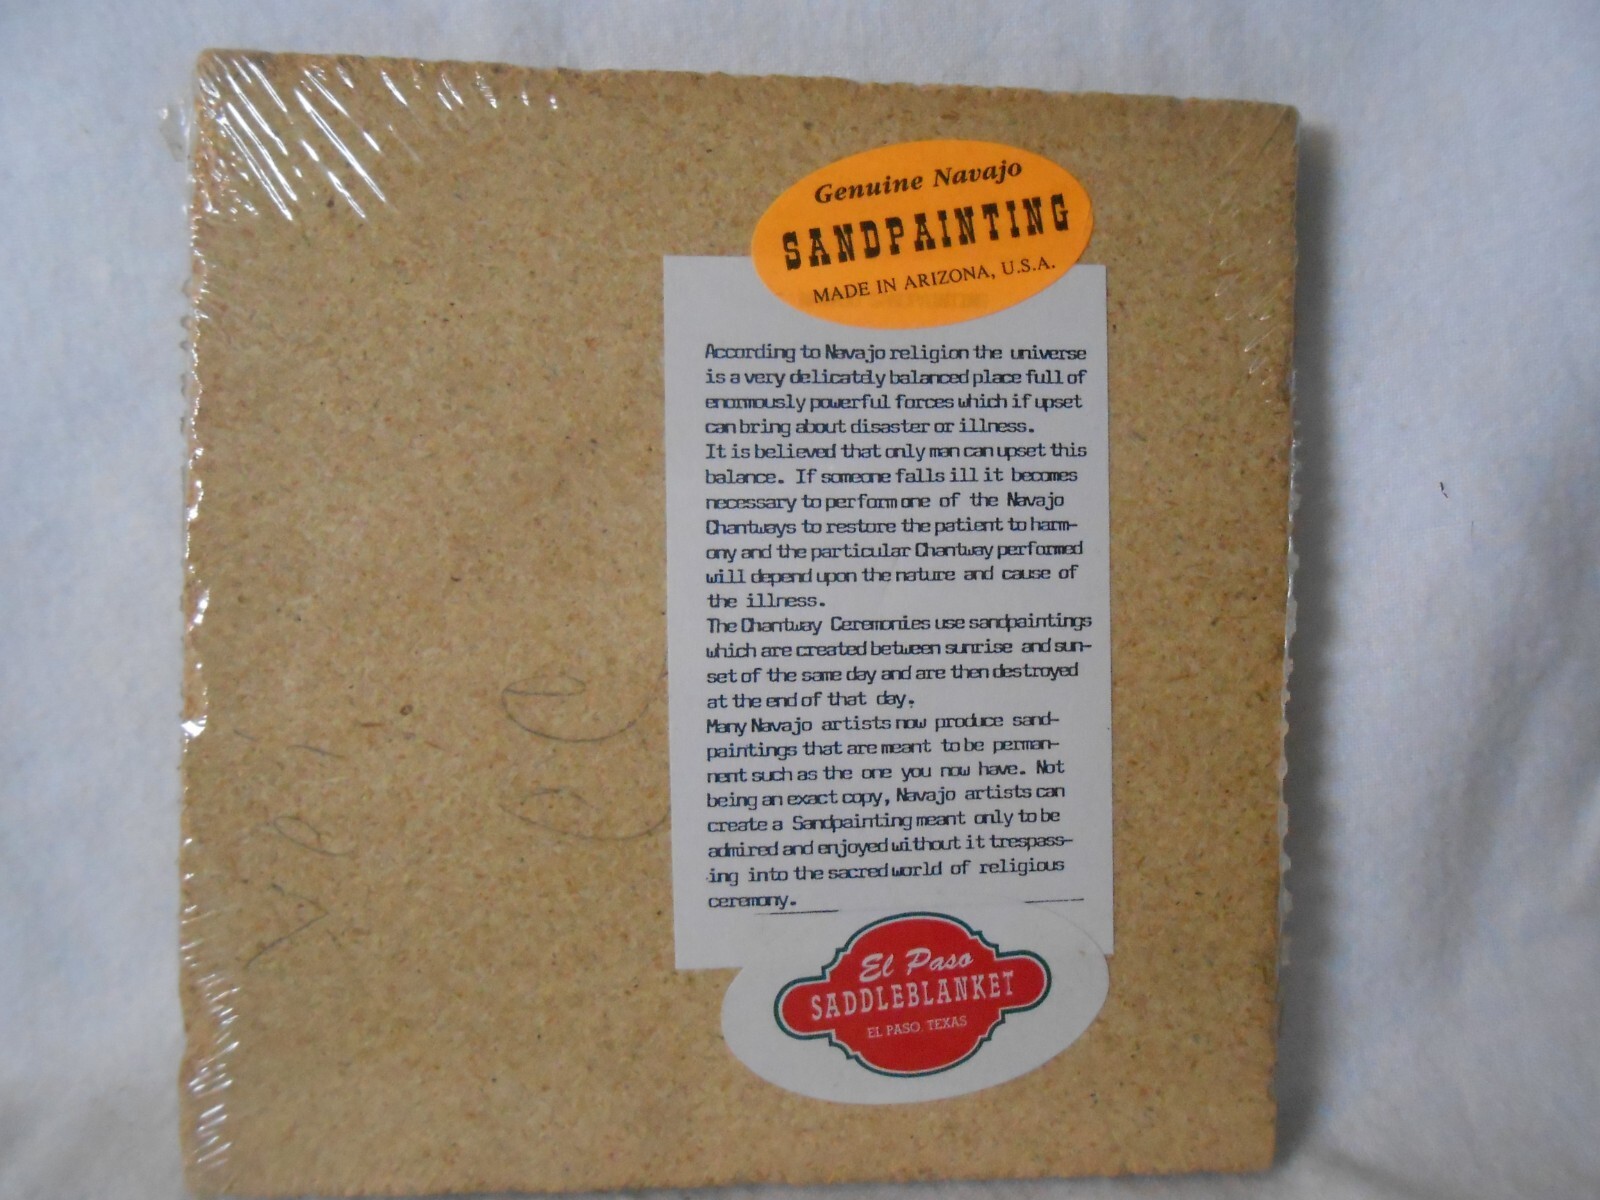 Genuine Navajo
SANDPAINTING
MADE IN ARIZONA, U.S.A.
According to Navajo religion the universe
is a very delicately balanced place full of
enormously powerful forces which if upset
can bring about disaster or illness.
It is believed that only man can upset this
balance. If someone falls ill it becomes
necessary to perform one of the Navajo
Chantways to restore the patient to harm-
ony and the particular Chantway performed
will depend upon the nature and cause of
the illness.
The Chantway Ceremonies use sandpaintings
which are created between sunrise and sun-
set of the same day and are then destroyed
at the end of that day.
Many Navajo artists now produce sand-
paintings that are meant to be perman-
nent such as the one you now have. Not
being an exact copy, Navajo artists can
create a Sandpainting meant only to be
admired and enjoyed without it trespass-
ing into the sacred world of religious
ceremony.
El Paso
SADDLEBLANKET
EL PASO, TEXAS